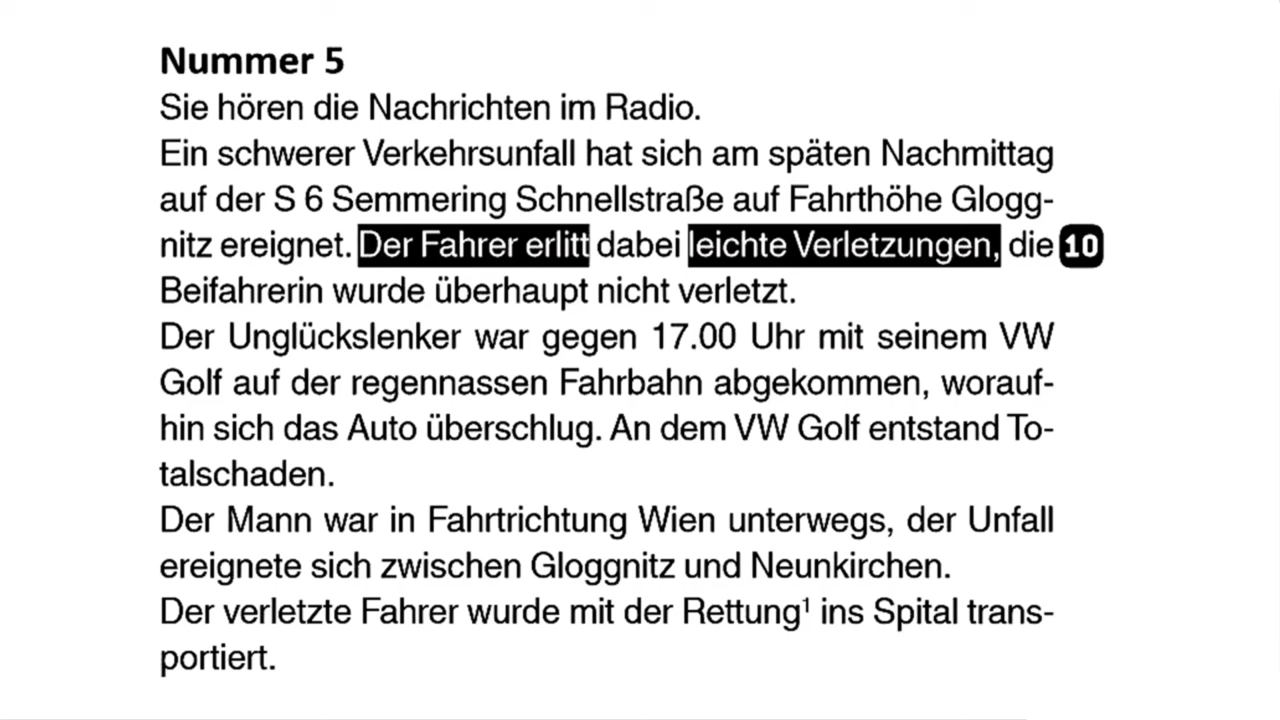 Nummer 5
Sie hören die Nachrichten im Radio.
Ein schwerer Verkehrsunfall hat sich am späten Nachmittag
auf der S 6 Semmering Schnellstraße auf Fahrthöhe Glogg-
nitz ereignet. Der Fahrer erlitt dabei leichte Verletzungen, die 10
Beifahrerin wurde überhaupt nicht verletzt.
Der Unglückslenker war gegen 17.00 Uhr mit seinem VW
Golf auf der regennassen Fahrbahn abgekommen, worauf-
hin sich das Auto überschlug. An dem VW Golf entstand To-
talschaden.
Der Mann war in Fahrtrichtung Wien unterwegs, der Unfall
ereignete sich zwischen Gloggnitz und Neunkirchen.
Der verletzte Fahrer wurde mit der Rettung¹ ins Spital trans-
portiert.